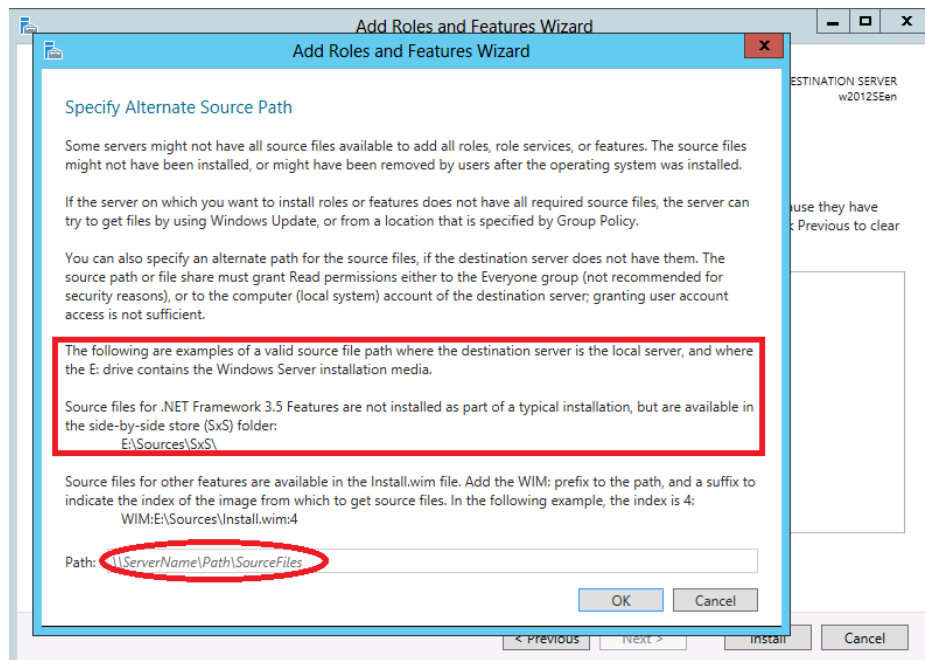 Add Roles and Features Wizard
Add Roles and Features Wizard
DESTINATION SERVER
w2012SEen
Specify Alternate Source Path
Some servers might not have all source files available to add all roles, role services, or features. The source files
might not have been installed, or might have been removed by users after the operating system was installed.
If the server on which you want to install roles or features does not have all required source files, the server can
try to get files by using Windows Update, or from a location that is specified by Group Policy.
they have
Previous to clear
You can also specify an alternate path for the source files, if the destination server does not have them. The
source path or file share must grant Read permissions either to the Everyone group (not recommended for
security reasons), or to the computer (local system) account of the destination server; granting user account
access is not sufficient.
The following are examples of a valid source file path where the destination server is the local server, and where
the E: drive contains the Windows Server installation media.
Source files for .NET Framework 3.5 Features are not installed as part of a typical installation, but are available in
the side-by-side store (SxS) folder:
E:\Sources\SxS\
Source files for other features are available in the Install.wim file. Add the WIM: prefix to the path, and a suffix to
indicate the index of the image from which to get source files. In the following example, the index is 4:
WIM:E:\Sources\Install.wim:4
Path: \\ServerName\Path\SourceFiles
OK Cancel
< Previous Next > Install Cancel